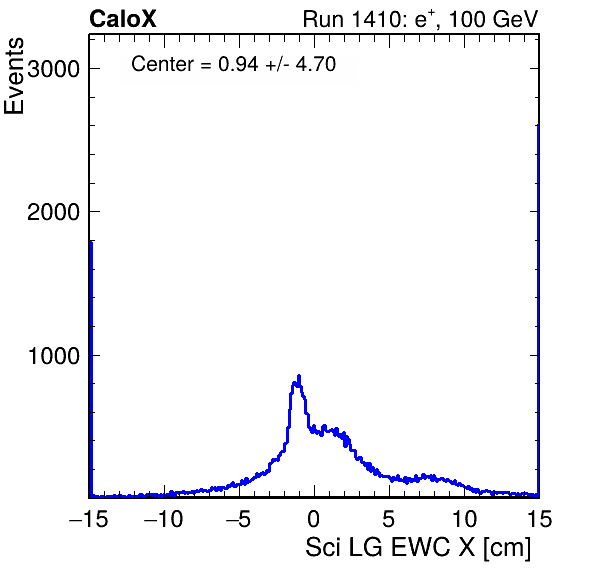 CaloX Run 1410: e⁺, 100 GeV
Center = 0.94 +/- 4.70
Events
3000
2000
1000
−15 −10 −5 0 5 10 15
Sci LG EWC X [cm]